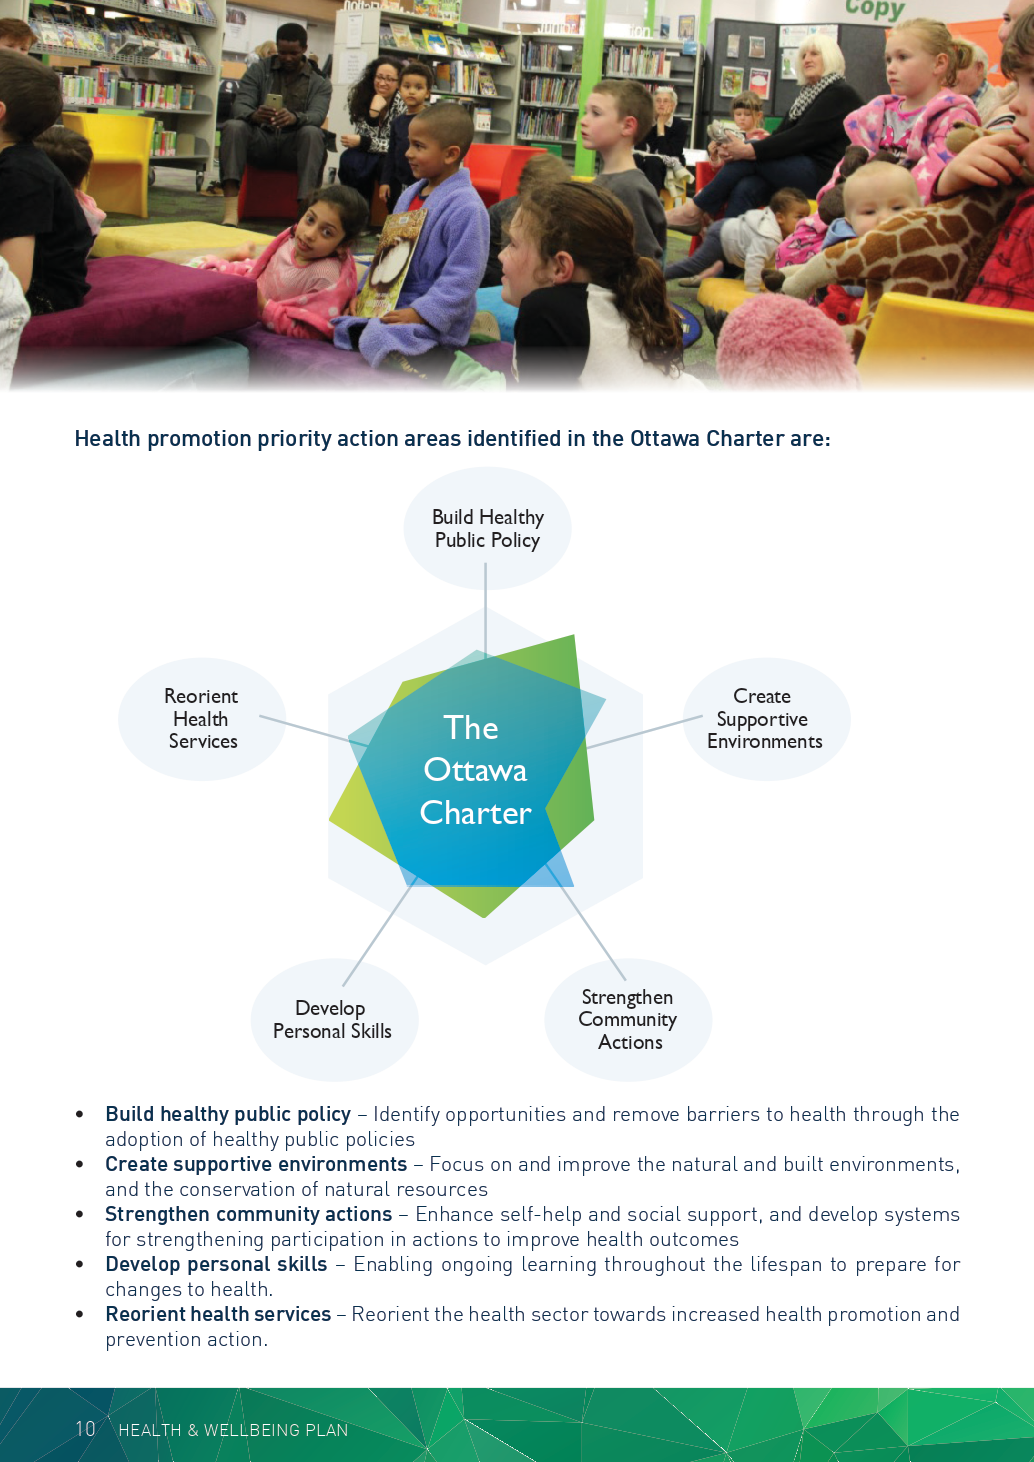 Copy
Health promotion priority action areas identified in the Ottawa Charter are:
Build Healthy
Public Policy
Reorient
Health
Services
Create
Supportive
Environments
The
Ottawa
Charter
Develop
Personal Skills
Strengthen
Community
Actions
• Build healthy public policy – Identify opportunities and remove barriers to health through the
adoption of healthy public policies
• Create supportive environments – Focus on and improve the natural and built environments,
and the conservation of natural resources
• Strengthen community actions – Enhance self-help and social support, and develop systems
for strengthening participation in actions to improve health outcomes
• Develop personal skills – Enabling ongoing learning throughout the lifespan to prepare for
changes to health.
• Reorient health services – Reorient the health sector towards increased health promotion and
prevention action.
10 HEALTH & WELLBEING PLAN